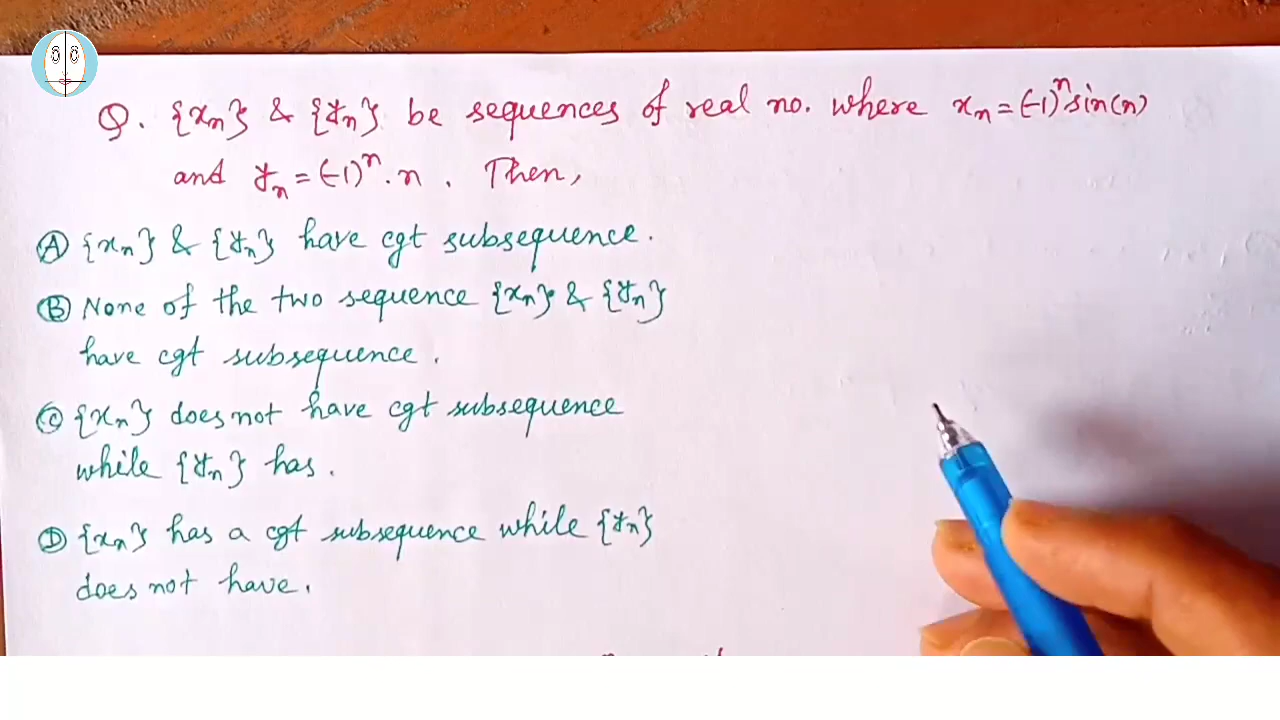 Q. {xₙ} & {yₙ} be sequences of real no. where xₙ = (-1)ⁿ sin(n)
and yₙ = (-1)ⁿ. n . Then,
Ⓐ {xₙ} & {yₙ} have cgt subsequence.
Ⓑ None of the two sequence {xₙ} & {yₙ}
have cgt subsequence.
Ⓒ {xₙ} does not have cgt subsequence
while {yₙ} has.
Ⓓ {xₙ} has a cgt subsequence while {yₙ}
does not have.